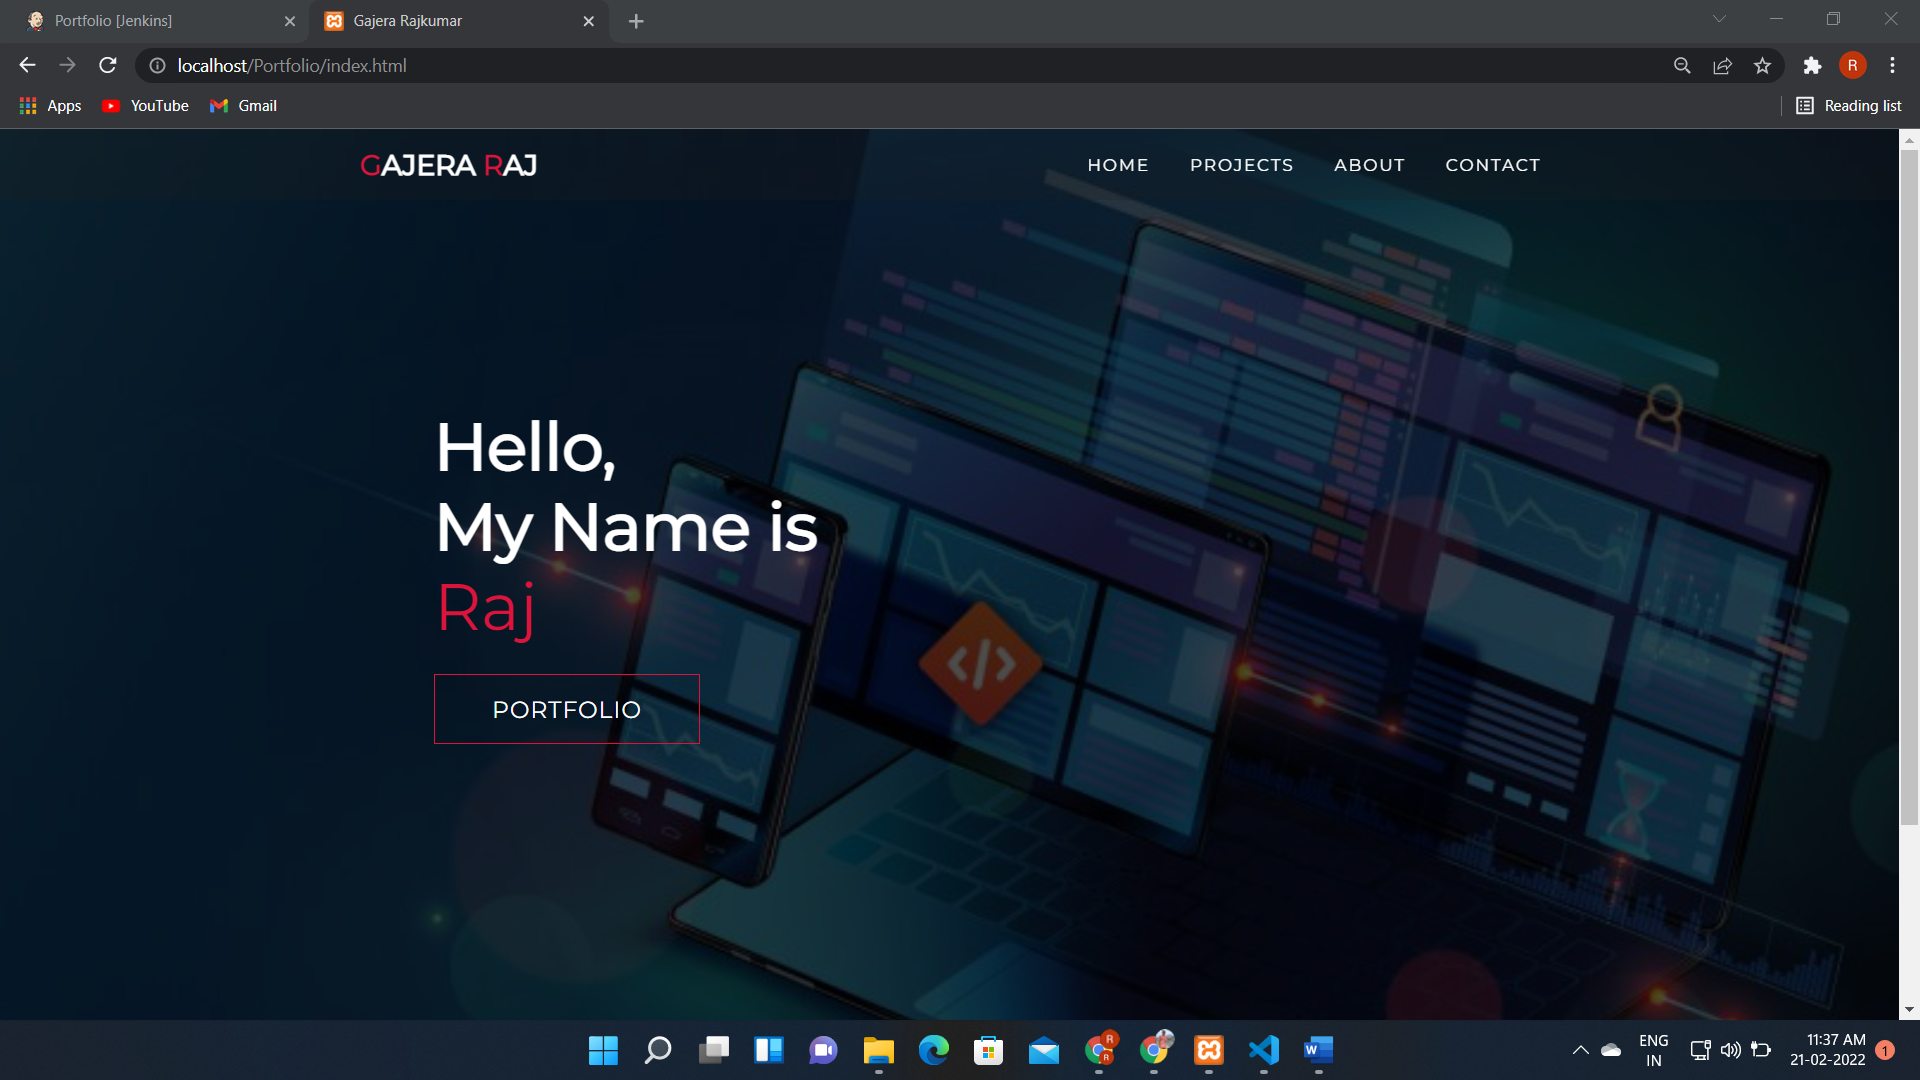 Portfolio [Jenkins]
Gajera Rajkumar
localhost/Portfolio/index.html
R
Apps
YouTube
Gmail
Reading list
GAJERA RAJ
HOME
PROJECTS
ABOUT
CONTACT
Hello,
My Name is
Raj
PORTFOLIO
</>
R
R
W
ENG
IN
11:37 AM
21-02-2022
1